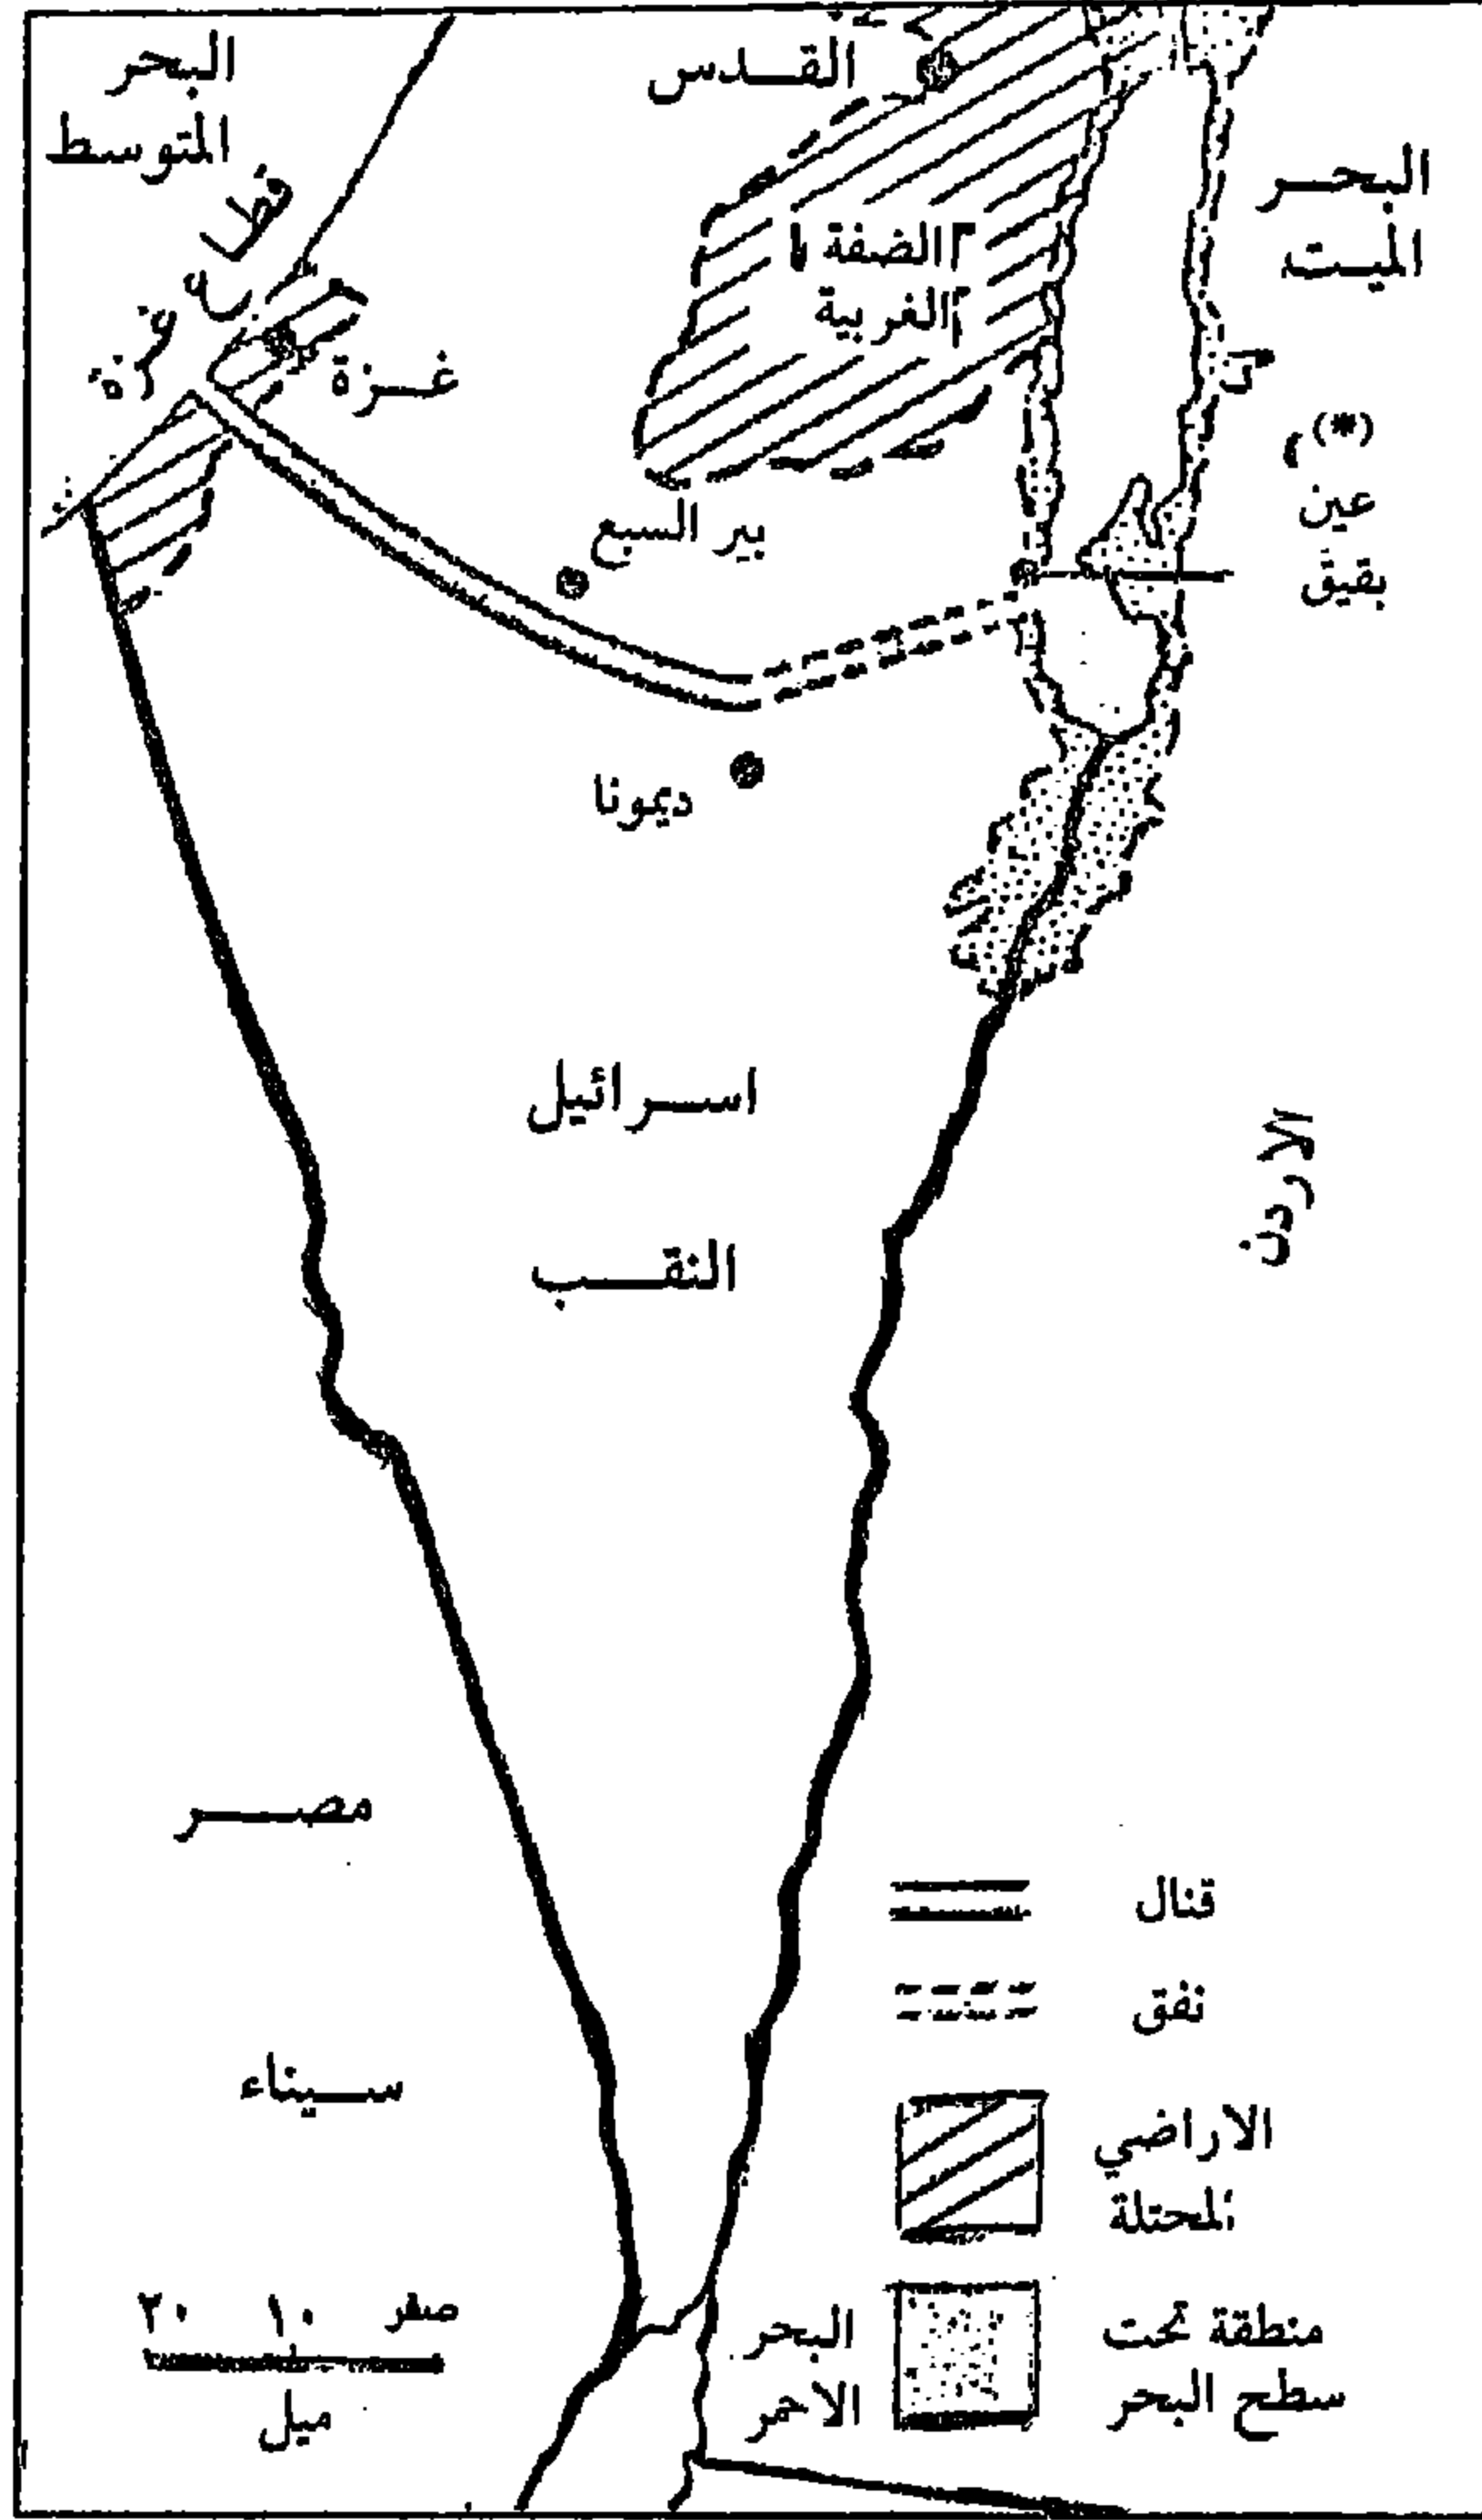 البحر
المتوسط
القدس
البحر
الميت
الضفة
الغربية
قطاع
غزة
غزة
(*)
عين
بقيق
بير السبع
ديمونا
اسرائيل
النقب
الاردن
مصر
سيناء
قنال
نفق
الاراضي
المحتلة
منطقة تحت
سطح البحر
البحر
الاحمر
صفر ١٠ ٢٠
ميل